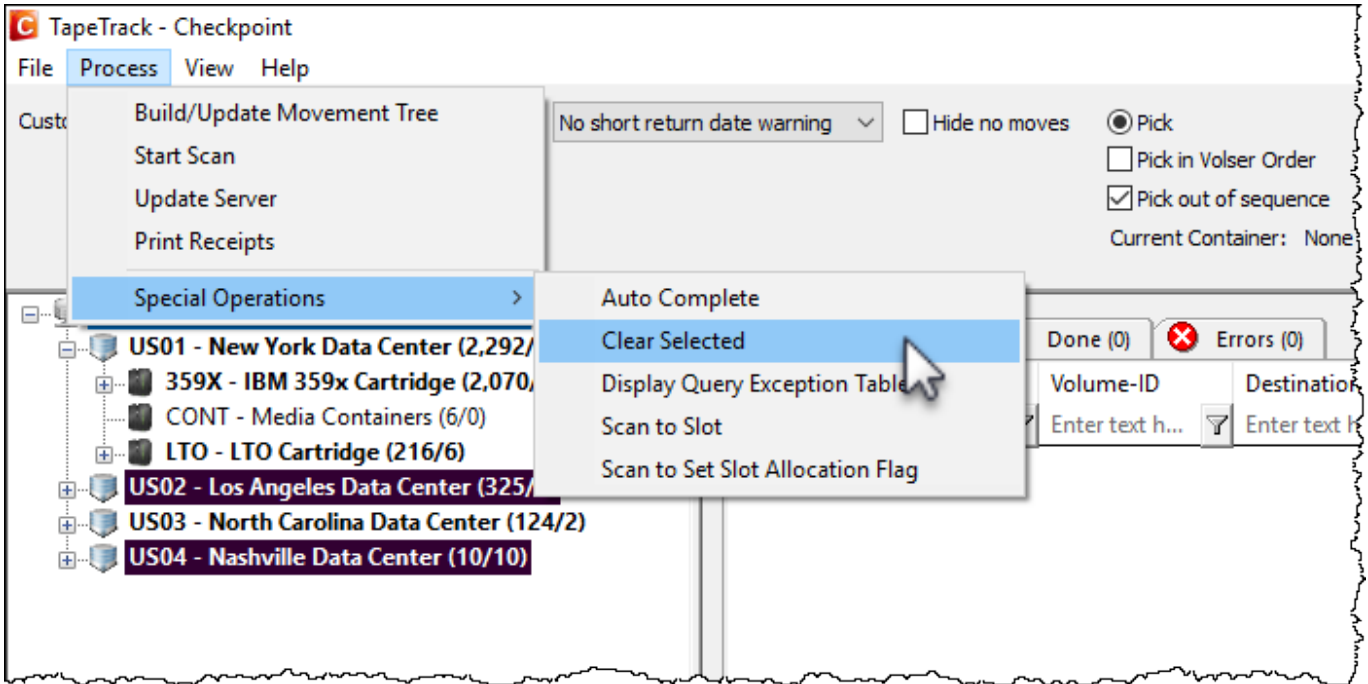 TapeTrack - Checkpoint
File Process View Help
Build/Update Movement Tree
Start Scan
Update Server
Print Receipts
Special Operations
Auto Complete
Clear Selected
Display Query Exception Table
Scan to Slot
Scan to Set Slot Allocation Flag
No short return date warning
Hide no moves
Pick
Pick in Volser Order
Pick out of sequence
Current Container: None
US01 - New York Data Center (2,292/
359X - IBM 359x Cartridge (2,070/
CONT - Media Containers (6/0)
LTO - LTO Cartridge (216/6)
US02 - Los Angeles Data Center (325/
US03 - North Carolina Data Center (124/2)
US04 - Nashville Data Center (10/10)
Done (0) Errors (0)
Volume-ID Destination
Enter text h... Enter text